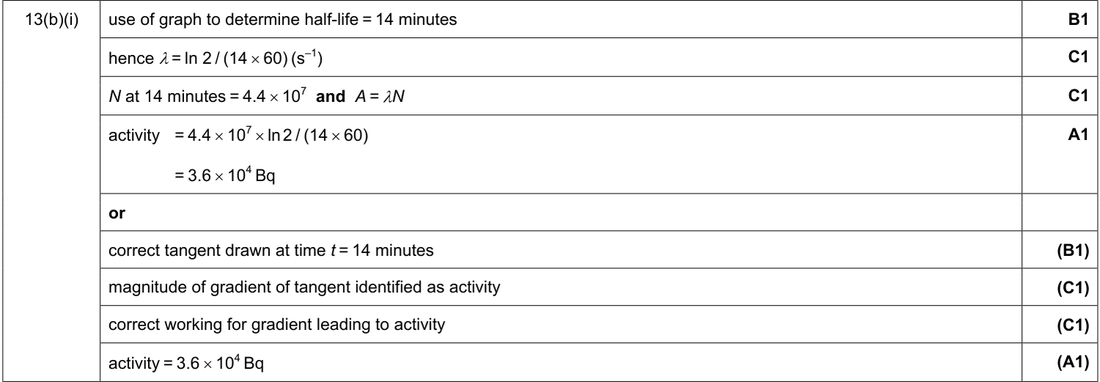 13(b)(i) use of graph to determine half-life = 14 minutes B1
hence λ = ln 2 / (14 × 60) (s⁻¹) C1
N at 14 minutes = 4.4 × 10⁷ and A = λN C1
activity = 4.4 × 10⁷ × ln 2 / (14 × 60) A1
= 3.6 × 10⁴ Bq
or
correct tangent drawn at time t = 14 minutes (B1)
magnitude of gradient of tangent identified as activity (C1)
correct working for gradient leading to activity (C1)
activity = 3.6 × 10⁴ Bq (A1)